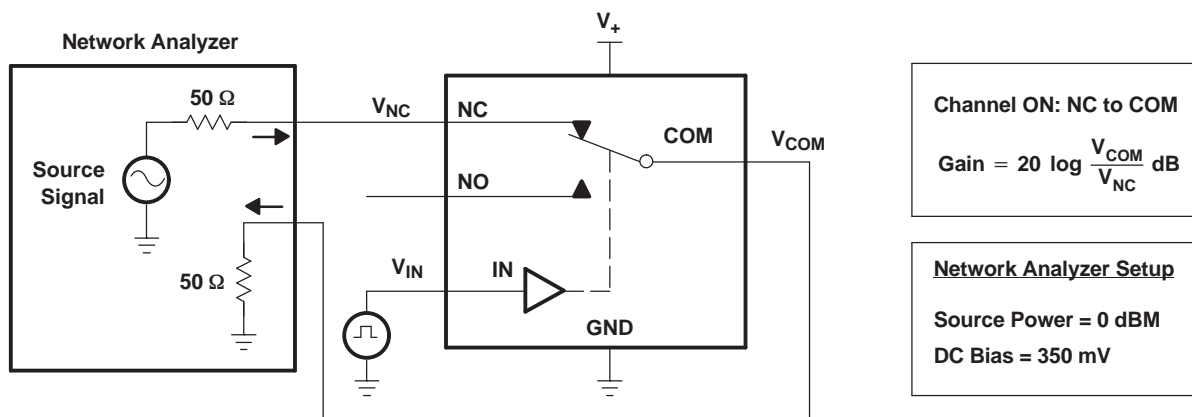 Network Analyzer
50 Ω
Source
Signal
50 Ω
V+
VNC
NC
COM
VCOM
NO
VIN
IN
GND
Channel ON: NC to COM
Gain = 20 log VCOM/VNC dB
Network Analyzer Setup
Source Power = 0 dBM
DC Bias = 350 mV